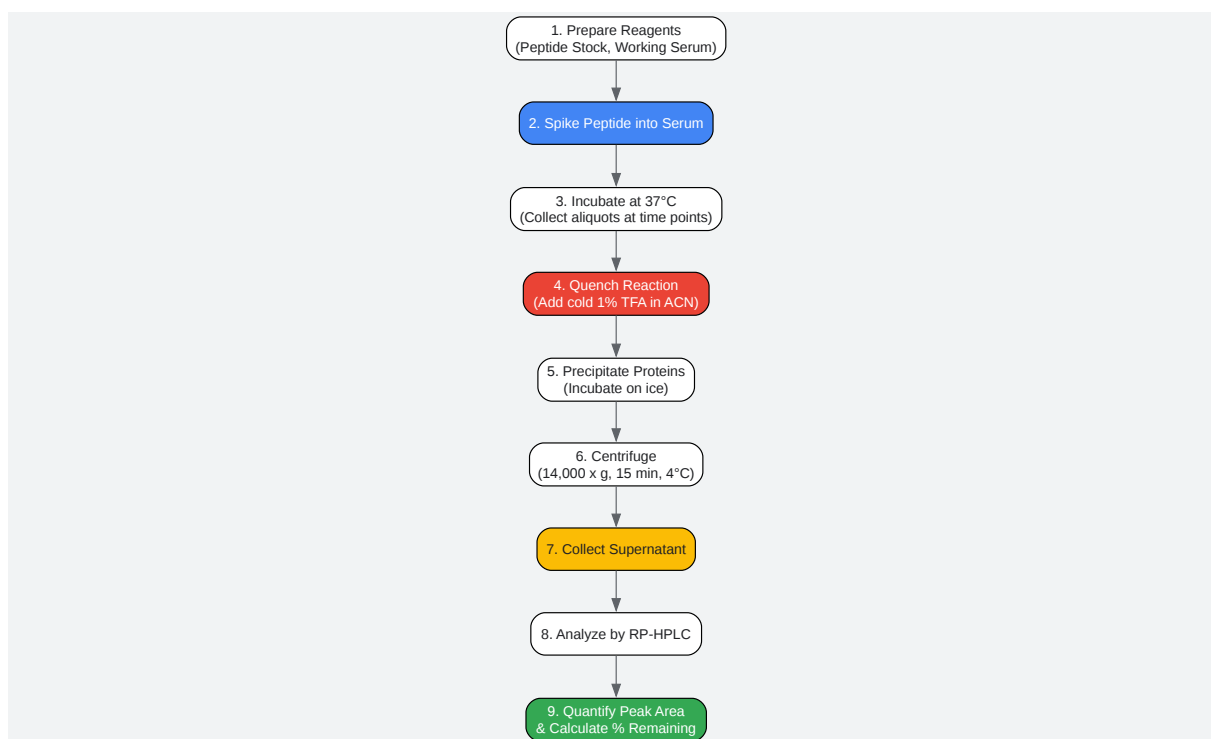 1. Prepare Reagents
(Peptide Stock, Working Serum)
2. Spike Peptide into Serum
3. Incubate at 37°C
(Collect aliquots at time points)
4. Quench Reaction
(Add cold 1% TFA in ACN)
5. Precipitate Proteins
(Incubate on ice)
6. Centrifuge
(14,000 x g, 15 min, 4°C)
7. Collect Supernatant
8. Analyze by RP-HPLC
9. Quantify Peak Area
& Calculate % Remaining